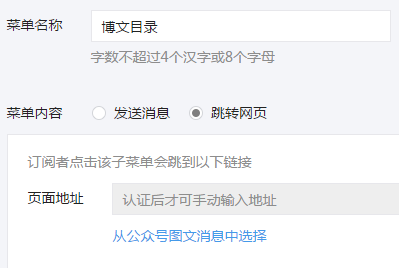 菜单名称 博文目录
字数不超过4个汉字或8个字母
菜单内容 发送消息 跳转网页
订阅者点击该子菜单会跳到以下链接
页面地址 认证后才可手动输入地址
从公众号图文消息中选择